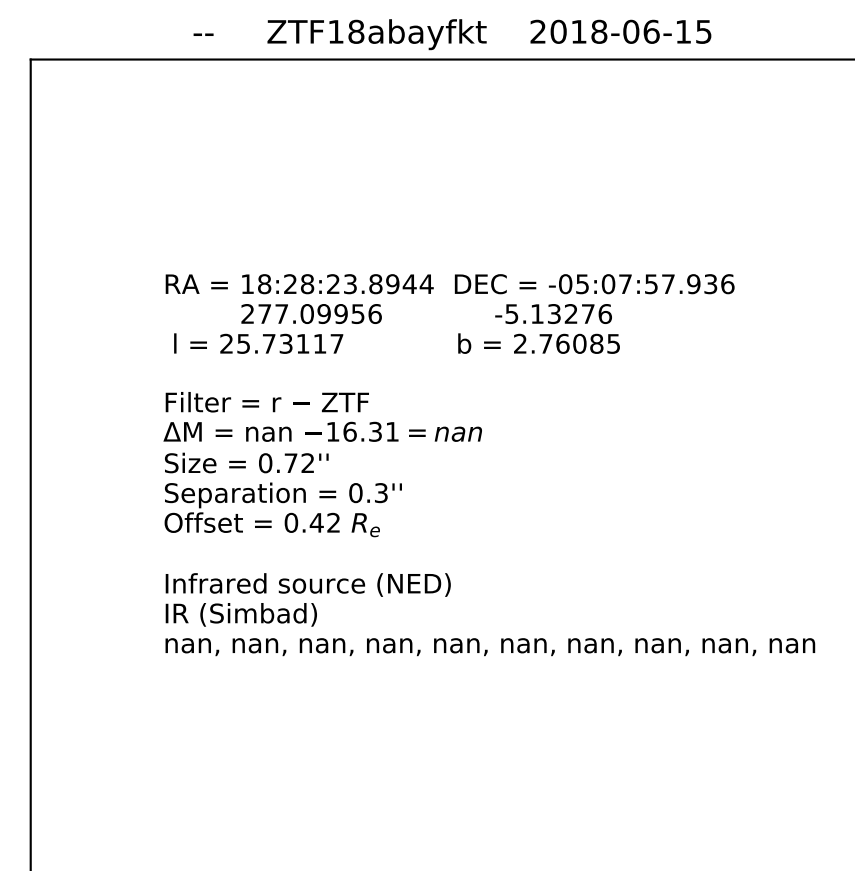 -- ZTF18abayfkt 2018-06-15
RA = 18:28:23.8944 DEC = -05:07:57.936
277.09956 -5.13276
l = 25.73117 b = 2.76085
Filter = r − ZTF
ΔM = nan −16.31 = nan
Size = 0.72''
Separation = 0.3''
Offset = 0.42 Rₑ
Infrared source (NED)
IR (Simbad)
nan, nan, nan, nan, nan, nan, nan, nan, nan, nan